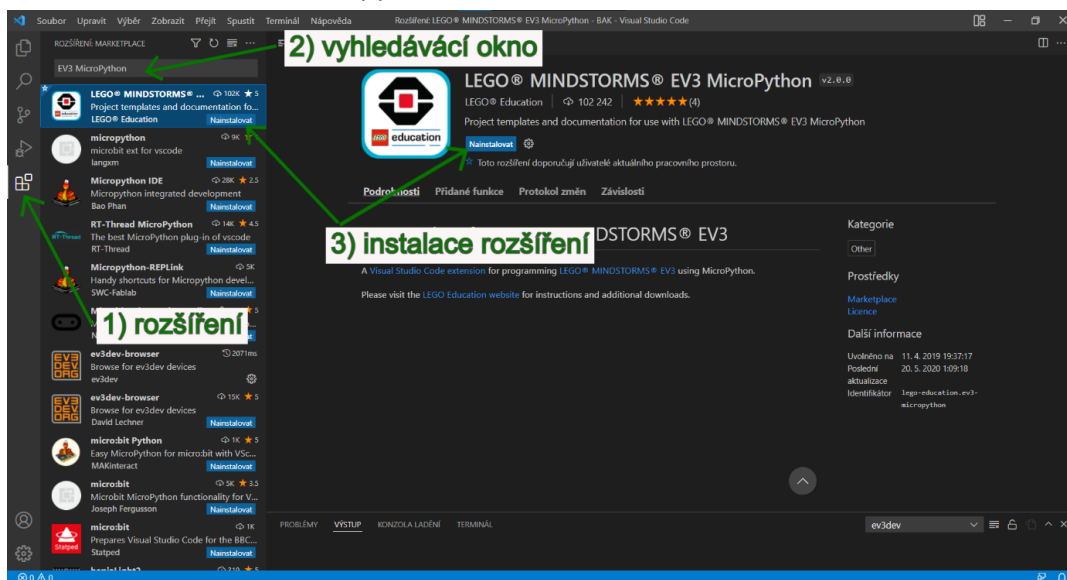 Soubor Upravit Výběr Zobrazit Přejít Spustit Terminál Nápověda
Rozšíření: LEGO® MINDSTORMS® EV3 MicroPython - BAK - Visual Studio Code
ROZŠÍŘENÍ: MARKETPLACE
EV3 MicroPython
2) vyhledávácí okno
LEGO® MINDSTORMS® ... 102K ★ 5
Project templates and documentation fo...
LEGO® Education Nainstalovat
micropython 9K
microbit ext for vscode
langxm Nainstalovat
Micropython IDE 28K ★ 2.5
Micropython integrated development
Bao Phan Nainstalovat
RT-Thread
RT-Thread MicroPython 14K ★ 4.5
The best MicroPython plug-in of vscode
RT-Thread Nainstalovat
Micropython-REPLink 5K
Handy shortcuts for Micropython devel...
SWC-Fablab Nainstalovat
1) rozšíření
EV3
DEV
ORG
ev3dev-browser 2071ms
Browse for ev3dev devices
ev3dev
EV3
DEV
ORG
ev3dev-browser 15K ★ 5
Browse for ev3dev devices
David Lechner Nainstalovat
micro:bit Python 1K ★ 5
Easy MicroPython for micro:bit with VSc...
MAKinteract Nainstalovat
micro:bit 5K ★ 3.5
Microbit MicroPython functionality for V...
Joseph Fergusson Nainstalovat
Statped
micro:bit 1K
Prepares Visual Studio Code for the BBC...
Statped Nainstalovat
education
LEGO® MINDSTORMS® EV3 MicroPython v2.0.0
LEGO® Education 102 242 ★★★★★(4)
Project templates and documentation for use with LEGO® MINDSTORMS® EV3 MicroPython
Nainstalovat
Toto rozšíření doporučují uživatelé aktuálního pracovního prostoru.
Podrobnosti Přidané funkce Protokol změn Závislosti
3) instalace rozšíření
DSTORMS® EV3
A Visual Studio Code extension for programming LEGO® MINDSTORMS® EV3 using MicroPython.
Please visit the LEGO Education website for instructions and additional downloads.
Kategorie
Other
Prostředky
Marketplace
Licence
Další informace
Uvolněno na 11. 4. 2019 19:37:17
Poslední aktualizace 20. 5. 2020 1:09:18
Identifikátor lego-education.ev3-micropython
PROBLÉMY VÝSTUP KONZOLA LADĚNÍ TERMINÁL
ev3dev
0 0